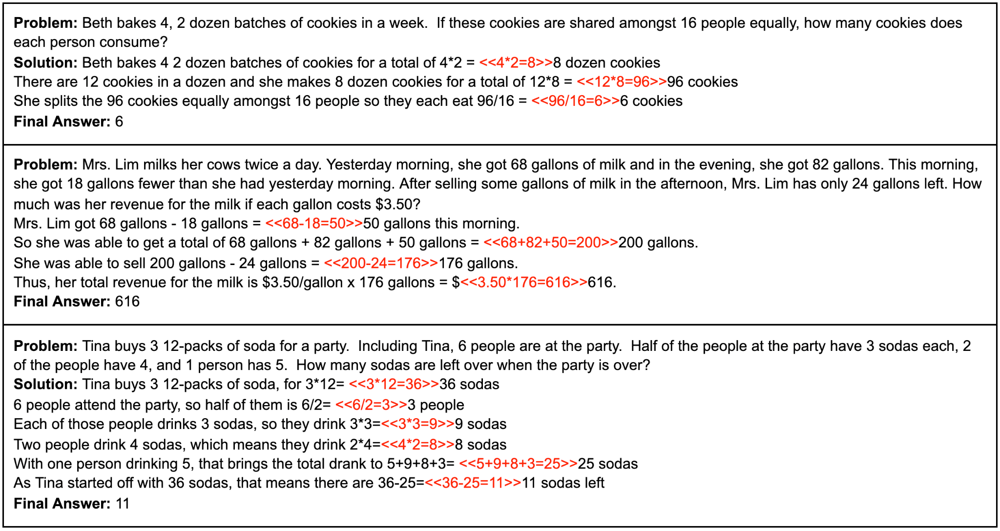 Problem: Beth bakes 4, 2 dozen batches of cookies in a week.  If these cookies are shared amongst 16 people equally, how many cookies does
each person consume?
Solution: Beth bakes 4 2 dozen batches of cookies for a total of 4*2 = <<4*2=8>>8 dozen cookies
There are 12 cookies in a dozen and she makes 8 dozen cookies for a total of 12*8 = <<12*8=96>>96 cookies
She splits the 96 cookies equally amongst 16 people so they each eat 96/16 = <<96/16=6>>6 cookies
Final Answer: 6
Problem: Mrs. Lim milks her cows twice a day. Yesterday morning, she got 68 gallons of milk and in the evening, she got 82 gallons. This morning,
she got 18 gallons fewer than she had yesterday morning. After selling some gallons of milk in the afternoon, Mrs. Lim has only 24 gallons left. How
much was her revenue for the milk if each gallon costs $3.50?
Mrs. Lim got 68 gallons - 18 gallons = <<68-18=50>>50 gallons this morning.
So she was able to get a total of 68 gallons + 82 gallons + 50 gallons = <<68+82+50=200>>200 gallons.
She was able to sell 200 gallons - 24 gallons = <<200-24=176>>176 gallons.
Thus, her total revenue for the milk is $3.50/gallon x 176 gallons = $<<3.50*176=616>>616.
Final Answer: 616
Problem: Tina buys 3 12-packs of soda for a party.  Including Tina, 6 people are at the party.  Half of the people at the party have 3 sodas each, 2
of the people have 4, and 1 person has 5.  How many sodas are left over when the party is over?
Solution: Tina buys 3 12-packs of soda, for 3*12= <<3*12=36>>36 sodas
6 people attend the party, so half of them is 6/2= <<6/2=3>>3 people
Each of those people drinks 3 sodas, so they drink 3*3=<<3*3=9>>9 sodas
Two people drink 4 sodas, which means they drink 2*4=<<4*2=8>>8 sodas
With one person drinking 5, that brings the total drank to 5+9+8+3= <<5+9+8+3=25>>25 sodas
As Tina started off with 36 sodas, that means there are 36-25=<<36-25=11>>11 sodas left
Final Answer: 11